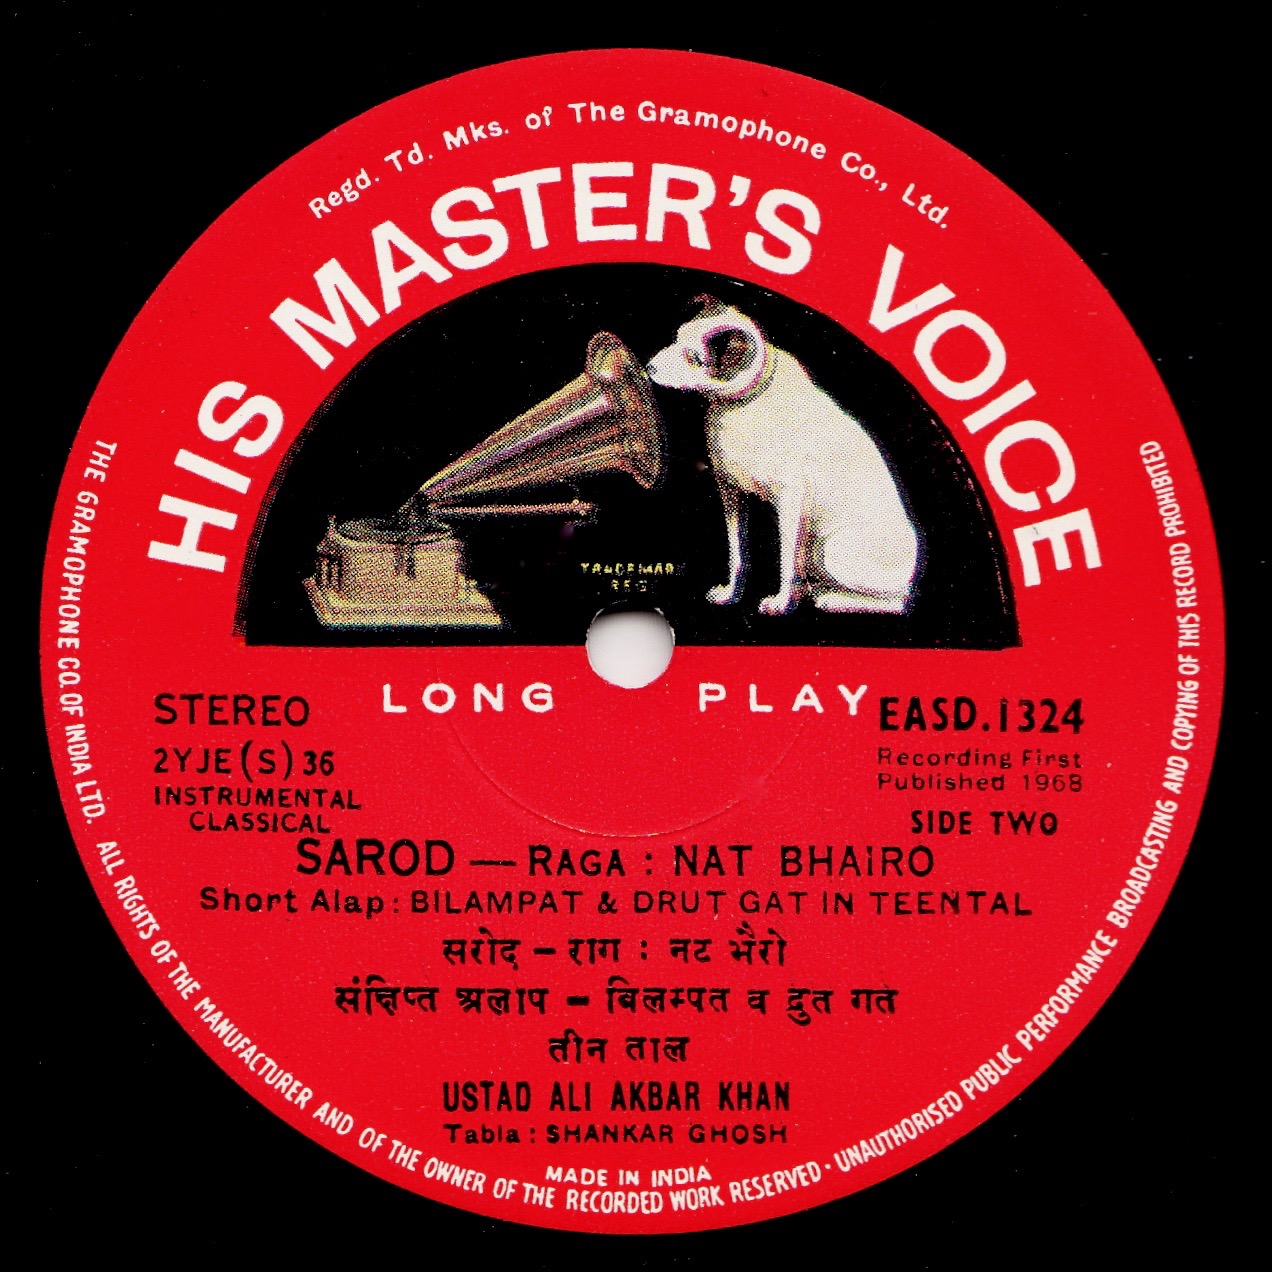 Regd. Td. Mks. of The Gramophone Co., Ltd.
HIS MASTER'S VOICE
TRADEMARK
REG
LONG PLAY
STEREO
2YJE(S) 36
INSTRUMENTAL
CLASSICAL
EASD.1324
Recording First
Published 1968
SIDE TWO
SAROD — RAGA : NAT BHAIRO
Short Alap : BILAMPAT & DRUT GAT IN TEENTAL
सरोद - राग : नट भैरो
संक्षिप्त अलाप - बिलम्पत व द्रुत गत
तीन ताल
USTAD ALI AKBAR KHAN
Tabla : SHANKAR GHOSH
MADE IN INDIA
THE GRAMOPHONE CO. OF INDIA LTD. ALL RIGHTS OF THE MANUFACTURER AND OF THE OWNER OF THE RECORDED WORK RESERVED · UNAUTHORISED PUBLIC PERFORMANCE BROADCASTING AND COPYING OF THIS RECORD PROHIBITED